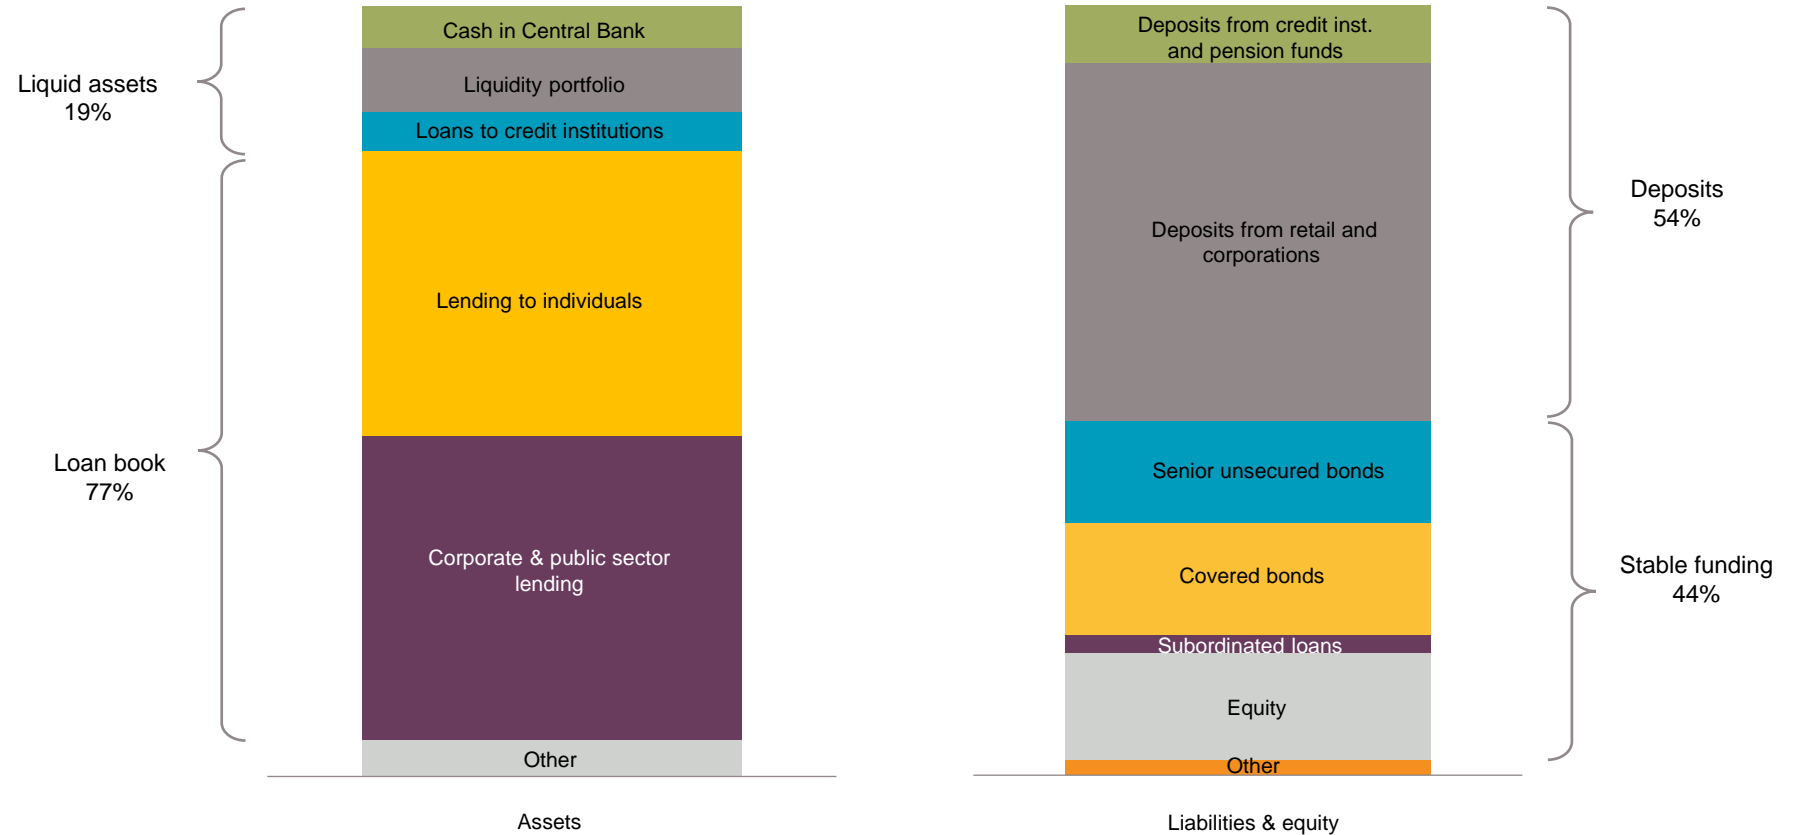 Liquid assets
19%
Loan book
77%
Cash in Central Bank
Liquidity portfolio
Loans to credit institutions
Lending to individuals
Corporate & public sector
lending
Other
Assets
Deposits from credit inst.
and pension funds
Deposits from retail and
corporations
Senior unsecured bonds
Covered bonds
Subordinated loans
Equity
Other
Liabilities & equity
Deposits
54%
Stable funding
44%